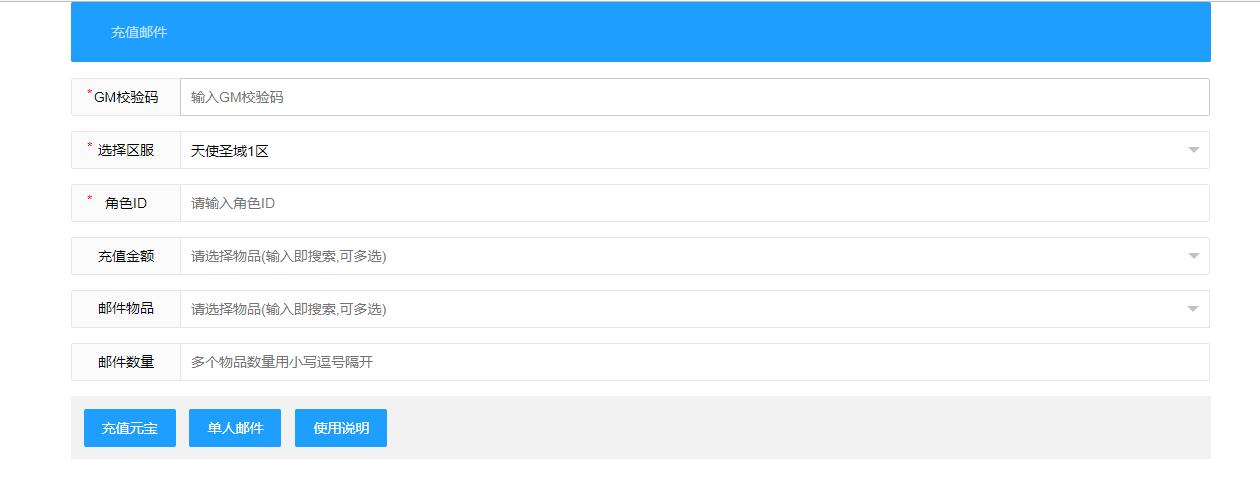 充值邮件
*GM校验码 输入GM校验码
* 选择区服 天使圣域1区
* 角色ID 请输入角色ID
充值金额 请选择物品(输入即搜索,可多选)
邮件物品 请选择物品(输入即搜索,可多选)
邮件数量 多个物品数量用小写逗号隔开
充值元宝 单人邮件 使用说明